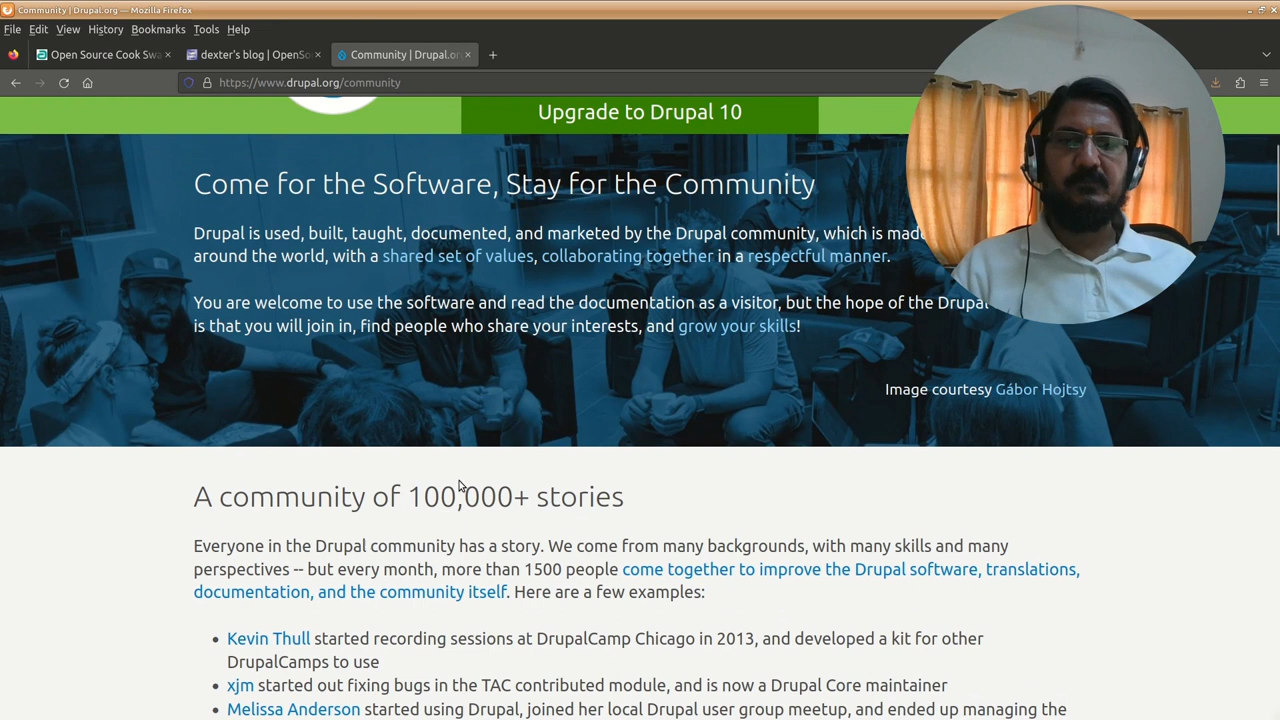 Community | Drupal.org — Mozilla Firefox
File Edit View History Bookmarks Tools Help
Open Source Cook Swa
dexter's blog | OpenSo
Community | Drupal.or
https://www.drupal.org/community
Upgrade to Drupal 10
Come for the Software, Stay for the Community
Drupal is used, built, taught, documented, and marketed by the Drupal community, which is made
around the world, with a shared set of values, collaborating together in a respectful manner.
You are welcome to use the software and read the documentation as a visitor, but the hope of the Drupal
is that you will join in, find people who share your interests, and grow your skills!
Image courtesy Gábor Hojtsy
A community of 100,000+ stories
Everyone in the Drupal community has a story. We come from many backgrounds, with many skills and many
perspectives -- but every month, more than 1500 people come together to improve the Drupal software, translations,
documentation, and the community itself. Here are a few examples:
• Kevin Thull started recording sessions at DrupalCamp Chicago in 2013, and developed a kit for other
DrupalCamps to use
• xjm started out fixing bugs in the TAC contributed module, and is now a Drupal Core maintainer
• Melissa Anderson started using Drupal, joined her local Drupal user group meetup, and ended up managing the